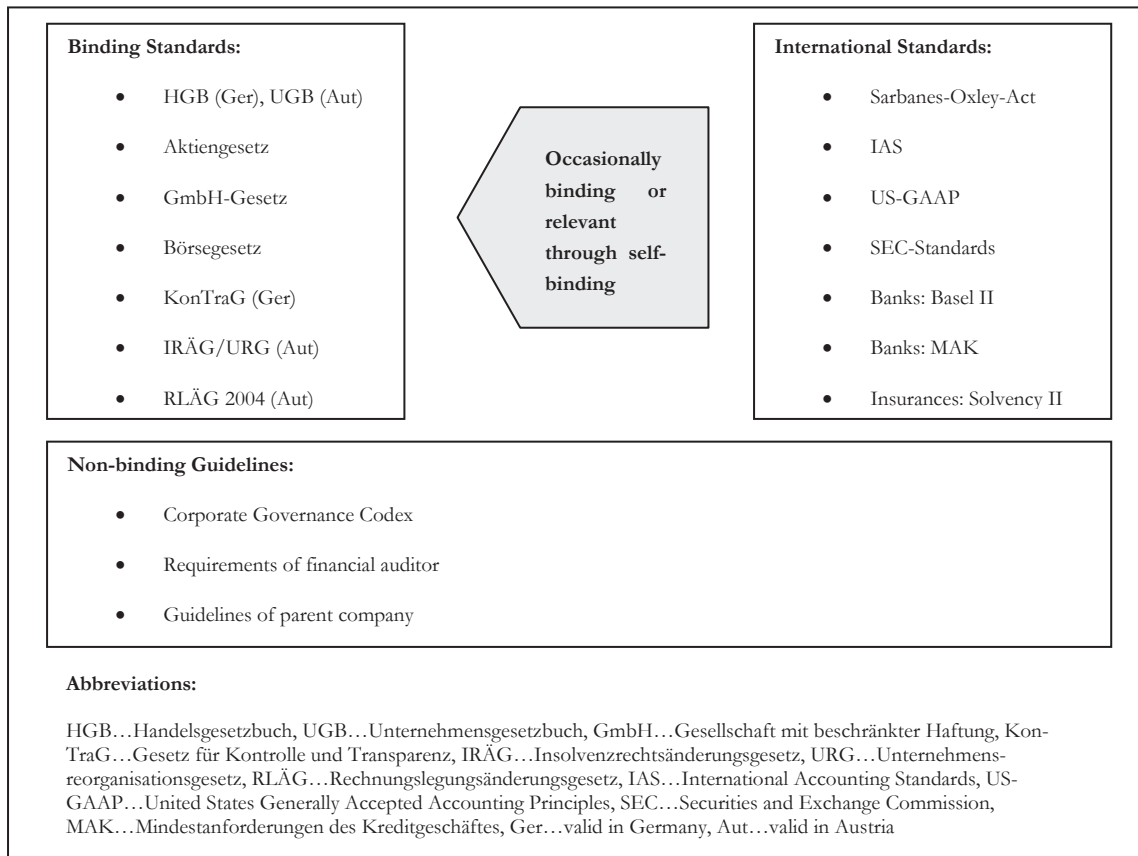 Binding Standards:
• HGB (Ger), UGB (Aut)
• Aktiengesetz
• GmbH-Gesetz
• Börsegesetz
• KonTraG (Ger)
• IRÄG/URG (Aut)
• RLÄG 2004 (Aut)
Occasionally
binding or
relevant
through self-
binding
International Standards:
• Sarbanes-Oxley-Act
• IAS
• US-GAAP
• SEC-Standards
• Banks: Basel II
• Banks: MAK
• Insurances: Solvency II
Non-binding Guidelines:
• Corporate Governance Codex
• Requirements of financial auditor
• Guidelines of parent company
Abbreviations:
HGB…Handelsgesetzbuch, UGB…Unternehmensgesetzbuch, GmbH…Gesellschaft mit beschränkter Haftung, Kon-
TraG…Gesetz für Kontrolle und Transparenz, IRÄG…Insolvenzrechtsänderungsgesetz, URG…Unternehmens-
reorganisationsgesetz, RLÄG…Rechnungslegungsänderungsgesetz, IAS…International Accounting Standards, US-
GAAP…United States Generally Accepted Accounting Principles, SEC…Securities and Exchange Commission,
MAK…Mindestanforderungen des Kreditgeschäftes, Ger…valid in Germany, Aut…valid in Austria